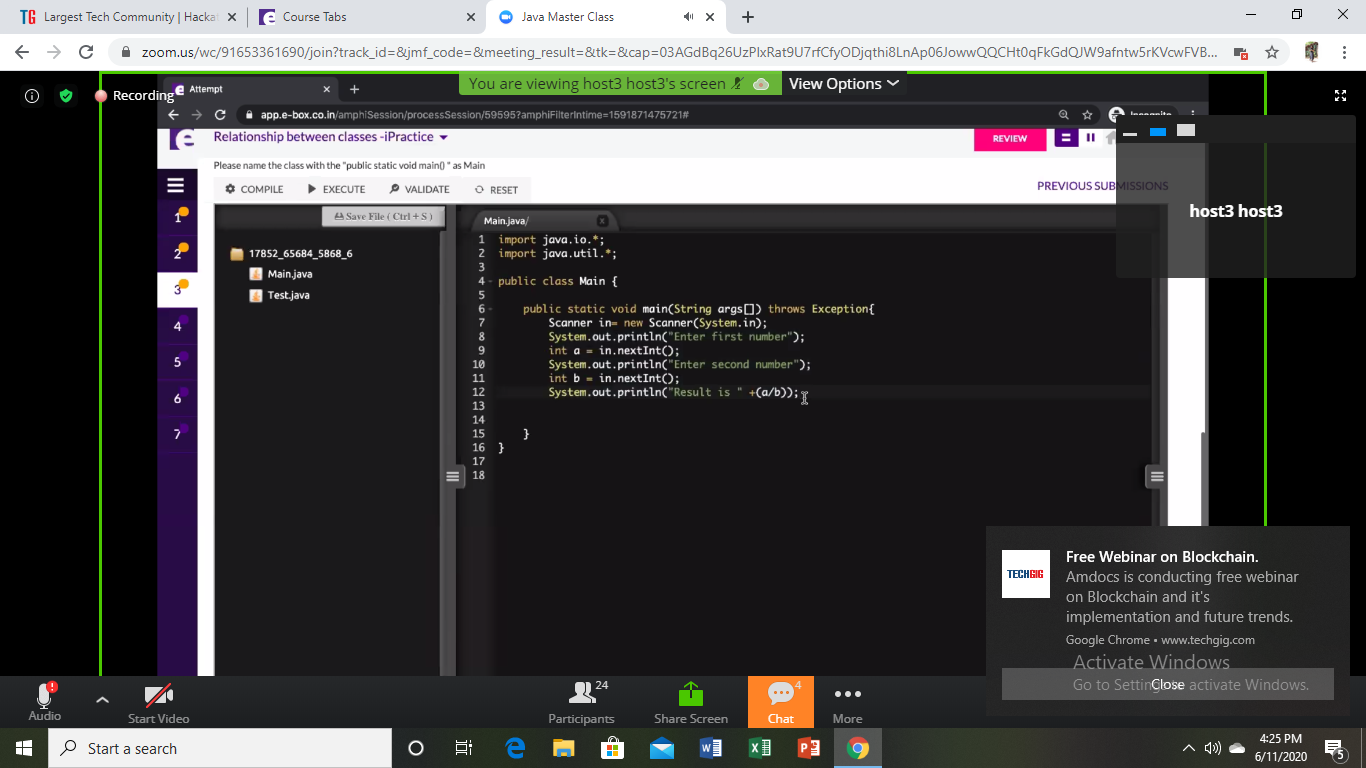 TG Largest Tech Community | Hacka
Course Tabs
Java Master Class
zoom.us/wc/91653361690/join?track_id=&jmf_code=&meeting_result=&tk=&cap=03AGdBq26UzPIxRat9U7rfCfyODjqthi8LnAp06JowwQQCHt0qFkGdQJW9afntw5rKVcwFVB...
You are viewing host3 host3's screen
View Options
Recording
Attempt
app.e-box.co.in/amphiSession/processSession/59595?amphiFilterIntime=1591871475721#
Incognito
Relationship between classes -iPractice
REVIEW
Please name the class with the "public static void main() " as Main
COMPILE
EXECUTE
VALIDATE
RESET
PREVIOUS SUBMISSIONS
host3 host3
Save File ( Ctrl + S )
Main.java/
1
2
3
4
5
6
7
17852_65684_5868_6
Main.java
Test.java
1 import java.io.*;
2 import java.util.*;
3
4 public class Main {
5
6 public static void main(String args[]) throws Exception{
7 Scanner in= new Scanner(System.in);
8 System.out.println("Enter first number");
9 int a = in.nextInt();
10 System.out.println("Enter second number");
11 int b = in.nextInt();
12 System.out.println("Result is " +(a/b));
13
14
15 }
16 }
17
18
TECHGIG
Free Webinar on Blockchain.
Amdocs is conducting free webinar
on Blockchain and it's
implementation and future trends.
Google Chrome • www.techgig.com
Activate Windows
Go to Settings to activate Windows.
Close
Audio
Start Video
24
Participants
Share Screen
4
Chat
More
Start a search
4:25 PM
6/11/2020
5